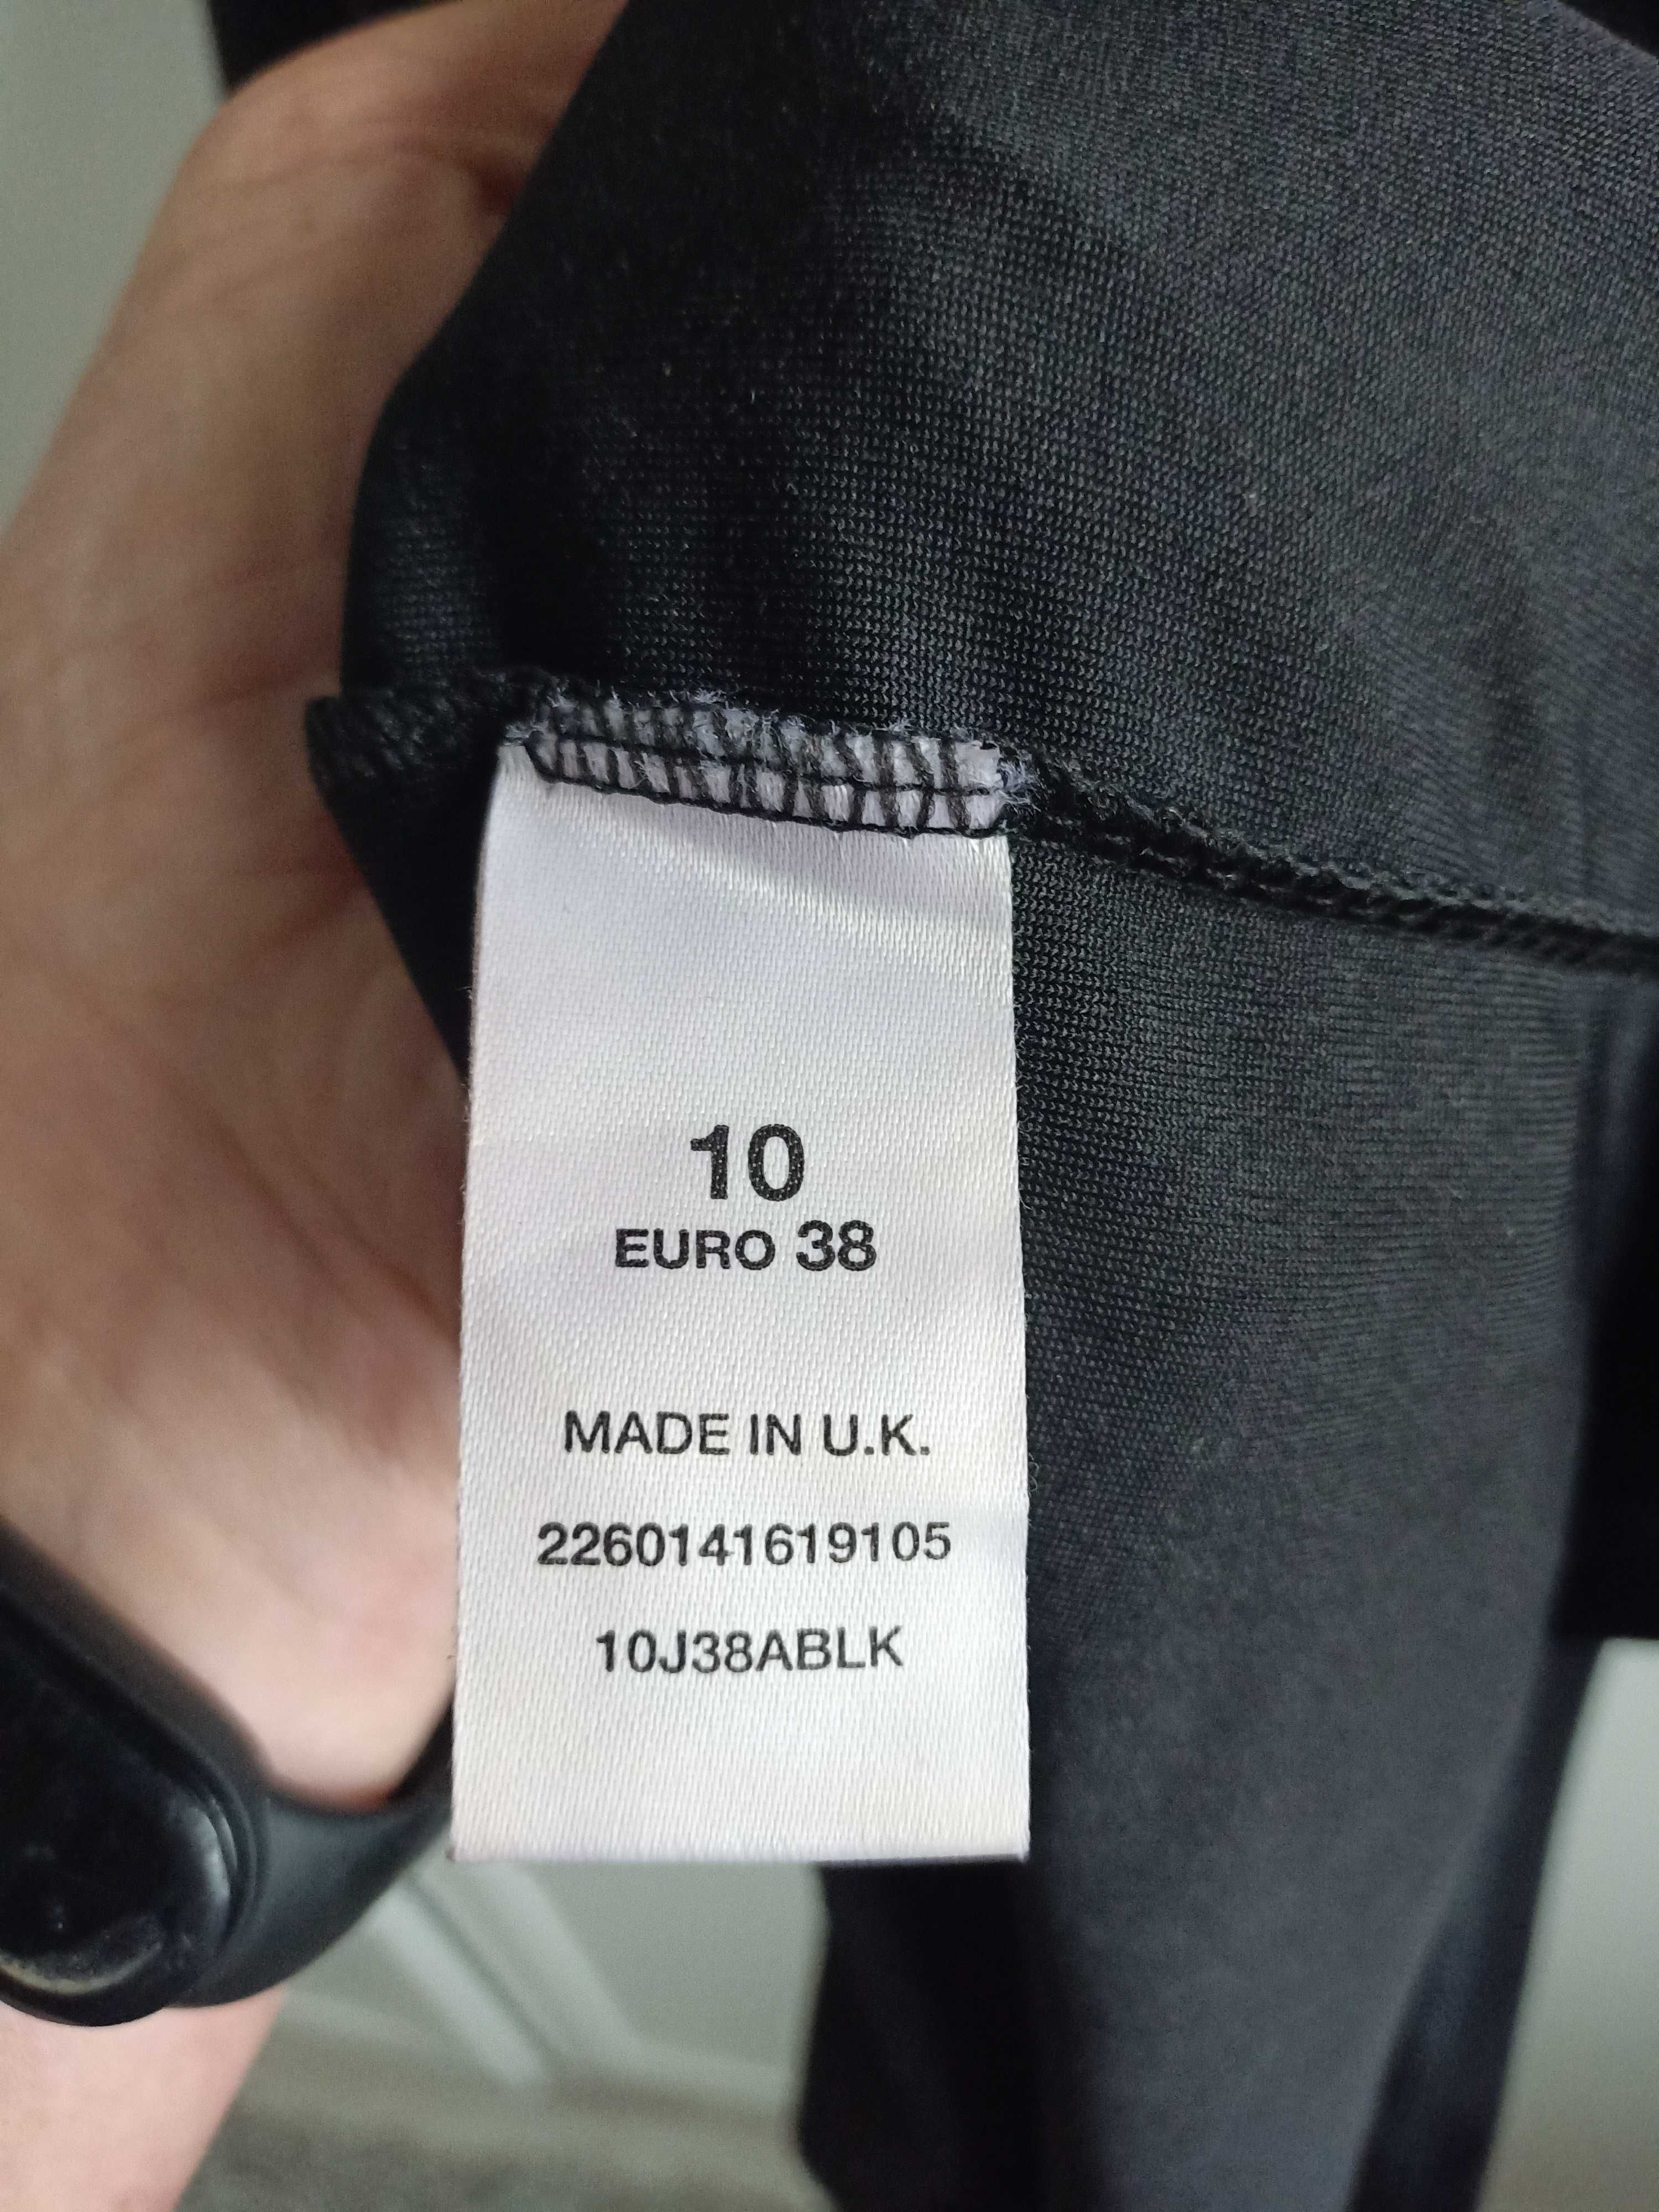 10
EURO 38
MADE IN U.K.
2260141619105
10J38ABLK